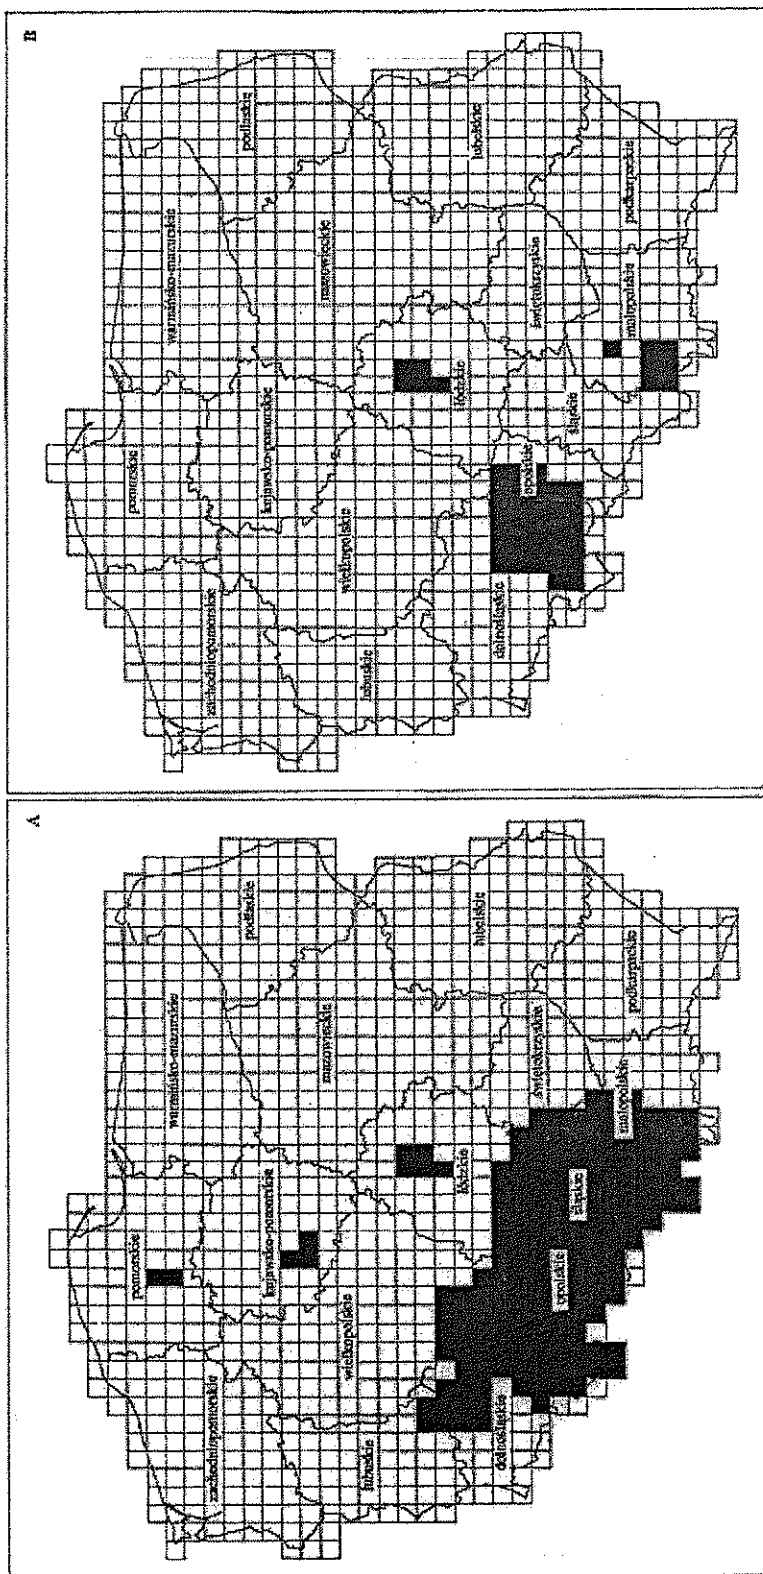 A
pomorskie
warmińsko-mazurskie
zachodniopomorskie
podlaskie
kujawsko-pomorskie
mazowieckie
wielkopolskie
lubuskie
łódzkie
lubelskie
dolnośląskie
świętokrzyskie
opolskie
śląskie
małopolskie
podkarpackie
B
pomorskie
warmińsko-mazurskie
zachodniopomorskie
podlaskie
kujawsko-pomorskie
mazowieckie
wielkopolskie
lubuskie
łódzkie
lubelskie
dolnośląskie
opolskie
świętokrzyskie
śląskie
małopolskie
podkarpackie